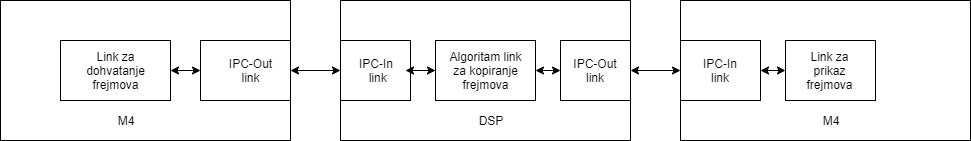 Link za
dohvatanje
frejmova
IPC-Out
link
M4
IPC-In
link
Algoritam link
za kopiranje
frejmova
IPC-Out
link
DSP
IPC-In
link
Link za
prikaz
frejmova
M4